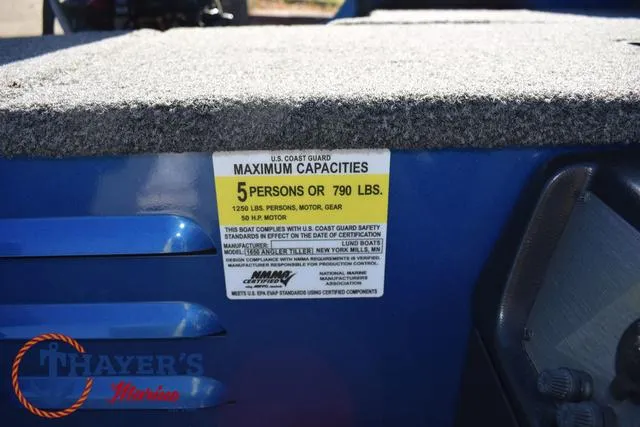 U.S. COAST GUARD
MAXIMUM CAPACITIES
5 PERSONS OR 790 LBS.
1250 LBS. PERSONS, MOTOR, GEAR
50 H.P. MOTOR
THIS BOAT COMPLIES WITH U.S. COAST GUARD SAFETY
STANDARDS IN EFFECT ON THE DATE OF CERTIFICATION
MANUFACTURER: LUND BOATS
MODEL: 1650 ANGLER TILLER NEW YORK MILLS, MN
DESIGN COMPLIANCE WITH NMMA REQUIREMENTS IS VERIFIED.
MANUFACTURER RESPONSIBLE FOR PRODUCTION CONTROL.
NMMA
CERTIFIED
NATIONAL MARINE
MANUFACTURERS
ASSOCIATION
MEETS U.S. EPA EVAP STANDARDS USING CERTIFIED COMPONENTS
THAYER'S
Marine